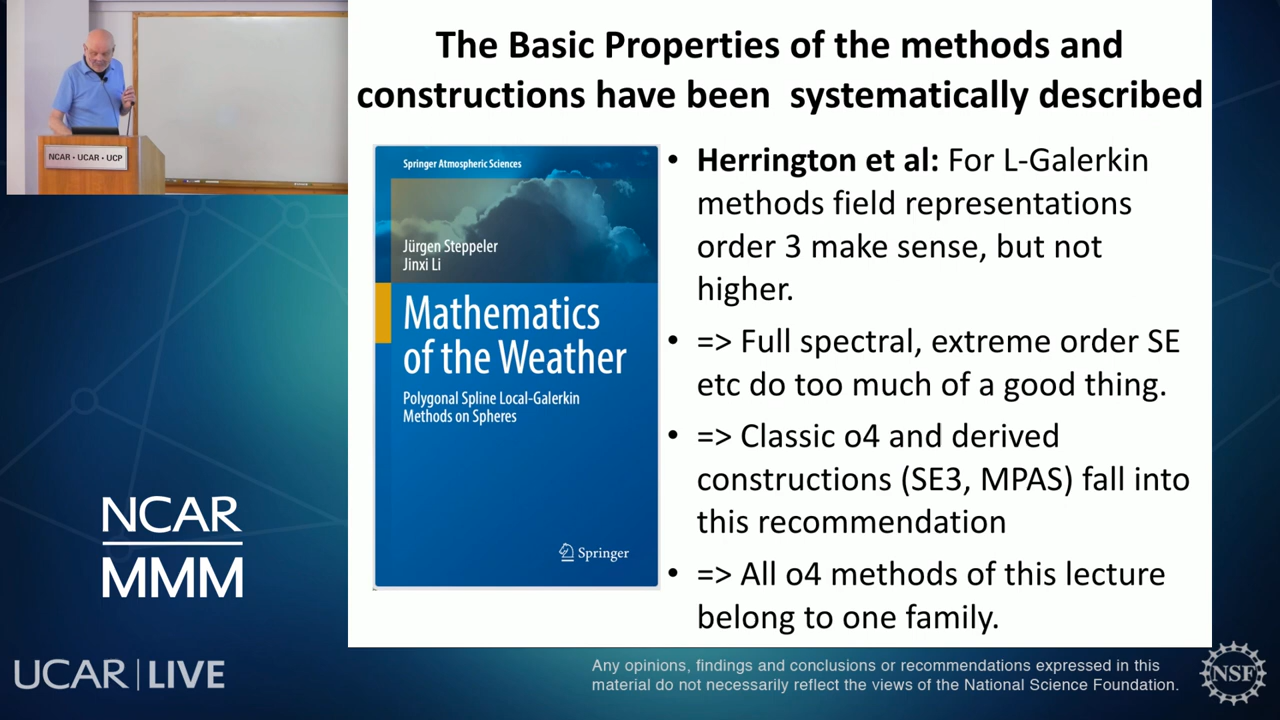 The Basic Properties of the methods and
constructions have been systematically described
NCAR • UCAR • UCP
Springer Atmospheric Sciences
Jürgen Steppeler
Jinxi Li
Mathematics
of the Weather
Polygonal Spline Local-Galerkin
Methods on Spheres
Springer
• Herrington et al: For L-Galerkin
methods field representations
order 3 make sense, but not
higher.
• => Full spectral, extreme order SE
etc do too much of a good thing.
• => Classic o4 and derived
constructions (SE3, MPAS) fall into
this recommendation
• => All o4 methods of this lecture
belong to one family.
NCAR
MMM
UCAR | LIVE
Any opinions, findings and conclusions or recommendations expressed in this
material do not necessarily reflect the views of the National Science Foundation.
NSF